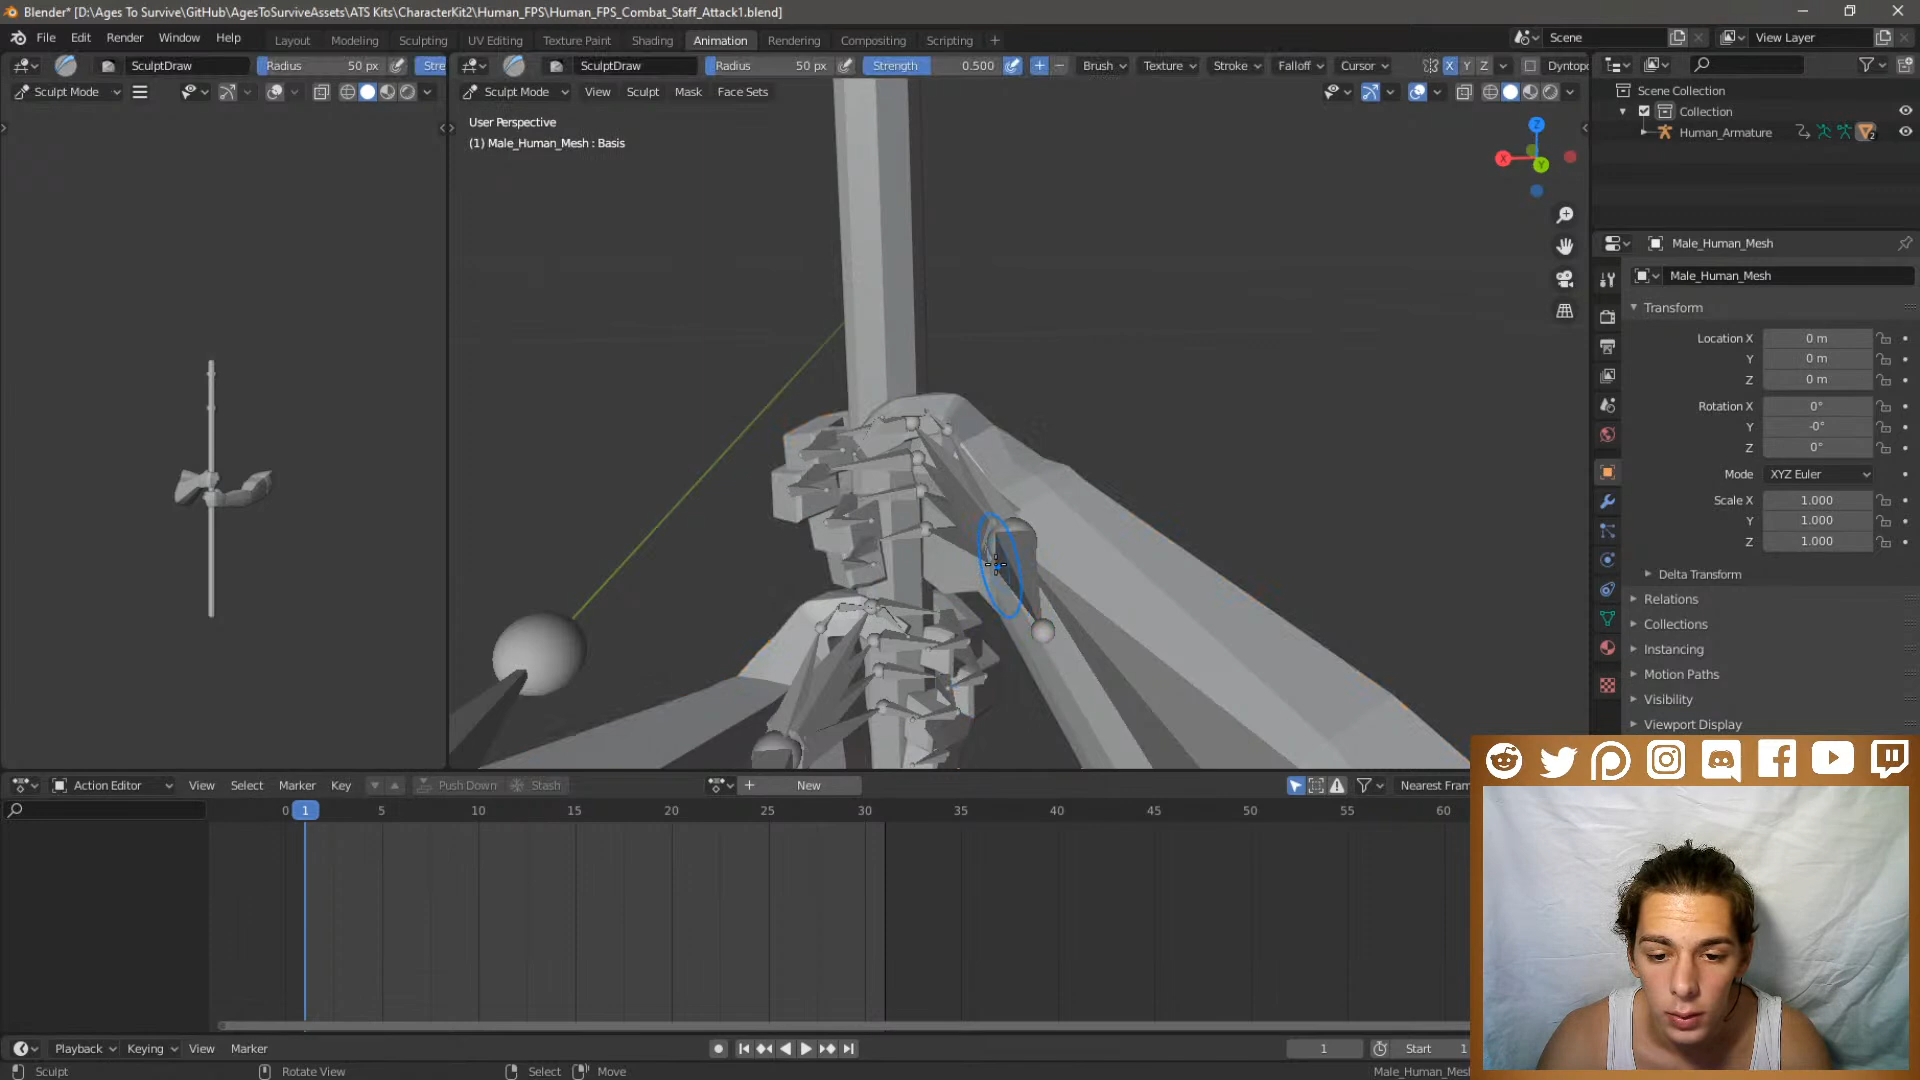 Blender* [D:\Ages To Survive\GitHub\AgesToSurviveAssets\ATS Kits\CharacterKit2\Human_FPS\Human_FPS_Combat_Staff_Attack1.blend]
File Edit Render Window Help Layout Modeling Sculpting UV Editing Texture Paint Shading Animation Rendering Compositing Scripting + Scene View Layer
SculptDraw Radius 50 px Stre SculptDraw Radius 50 px Strength 0.500 Brush Texture Stroke Falloff Cursor X Y Z Dyntopo
Sculpt Mode Sculpt Mode View Sculpt Mask Face Sets
Scene Collection
Collection
Human_Armature
User Perspective
(1) Male_Human_Mesh : Basis
Z
X
Y
Male_Human_Mesh
Male_Human_Mesh
Transform
Location X 0 m
Y 0 m
Z 0 m
Rotation X 0°
Y -0°
Z 0°
Mode XYZ Euler
Scale X 1.000
Y 1.000
Z 1.000
Delta Transform
Relations
Collections
Instancing
Motion Paths
Visibility
Viewport Display
Action Editor View Select Marker Key Push Down Stash New Nearest Fram
0 1 5 10 15 20 25 30 35 40 45 50 55 60
Playback Keying View Marker 1 Start 1
Sculpt Rotate View Select Move Male_Human_Mesh